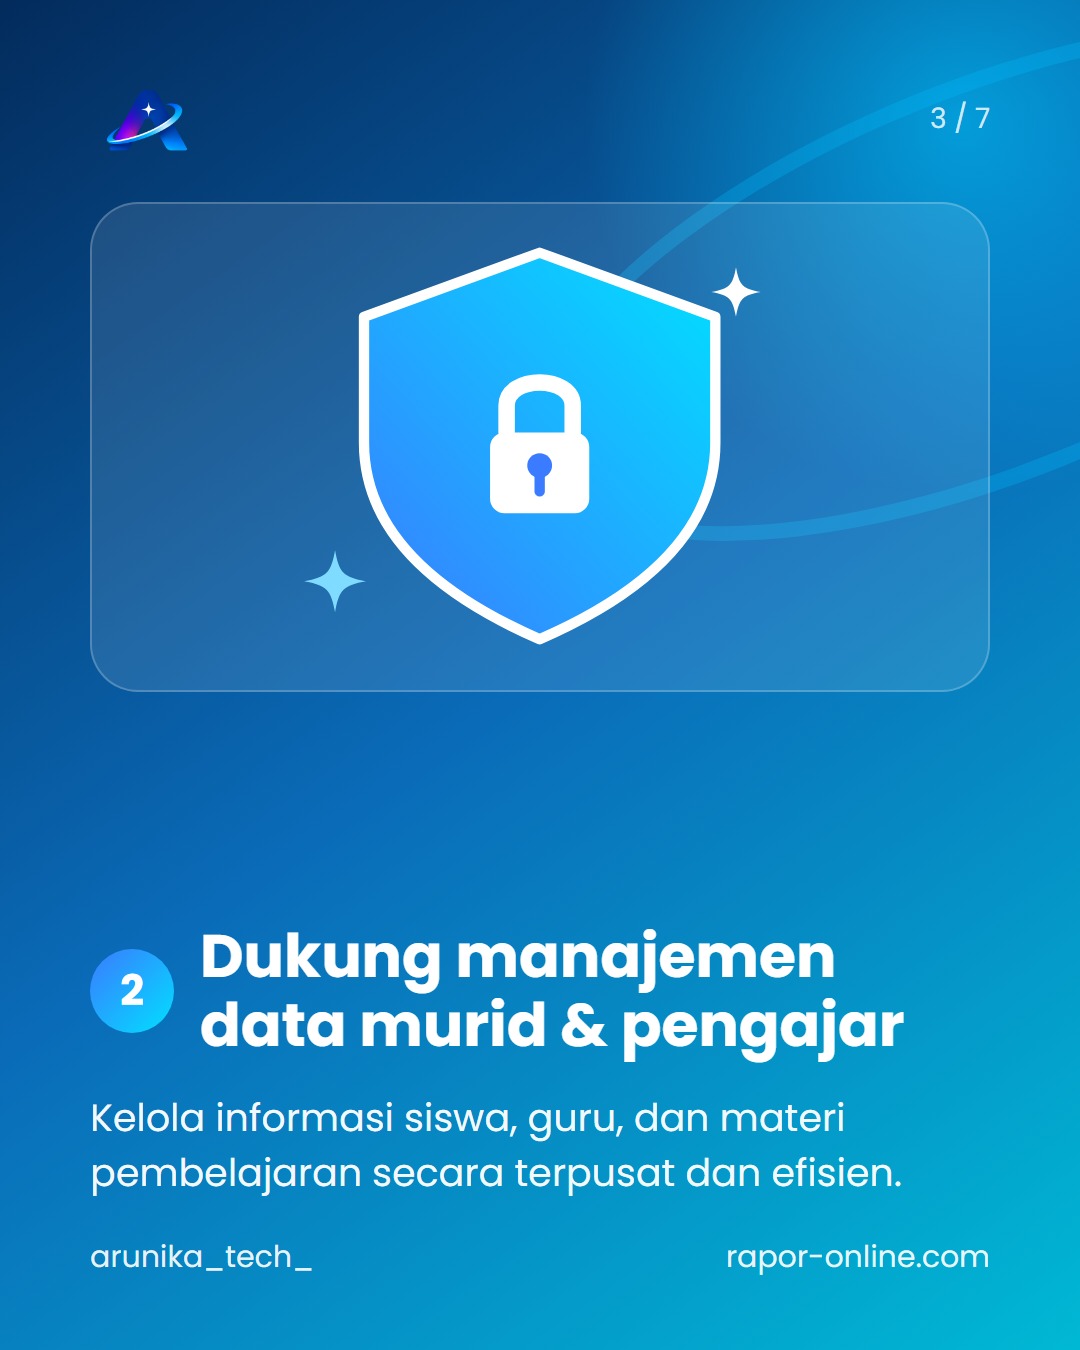 3 / 7
2
Dukung manajemen
data murid & pengajar
Kelola informasi siswa, guru, dan materi
pembelajaran secara terpusat dan efisien.
arunika_tech_
rapor-online.com